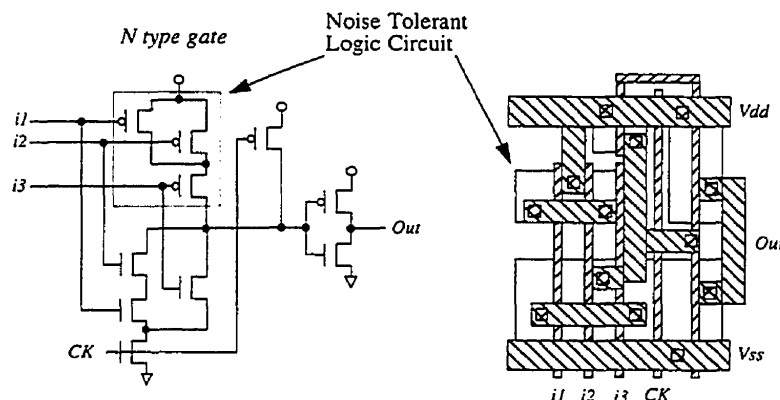 Noise Tolerant
Logic Circuit
N type gate
i1
i2
i3
CK
Out
Vdd
Out
Vss
i1 i2 i3 CK